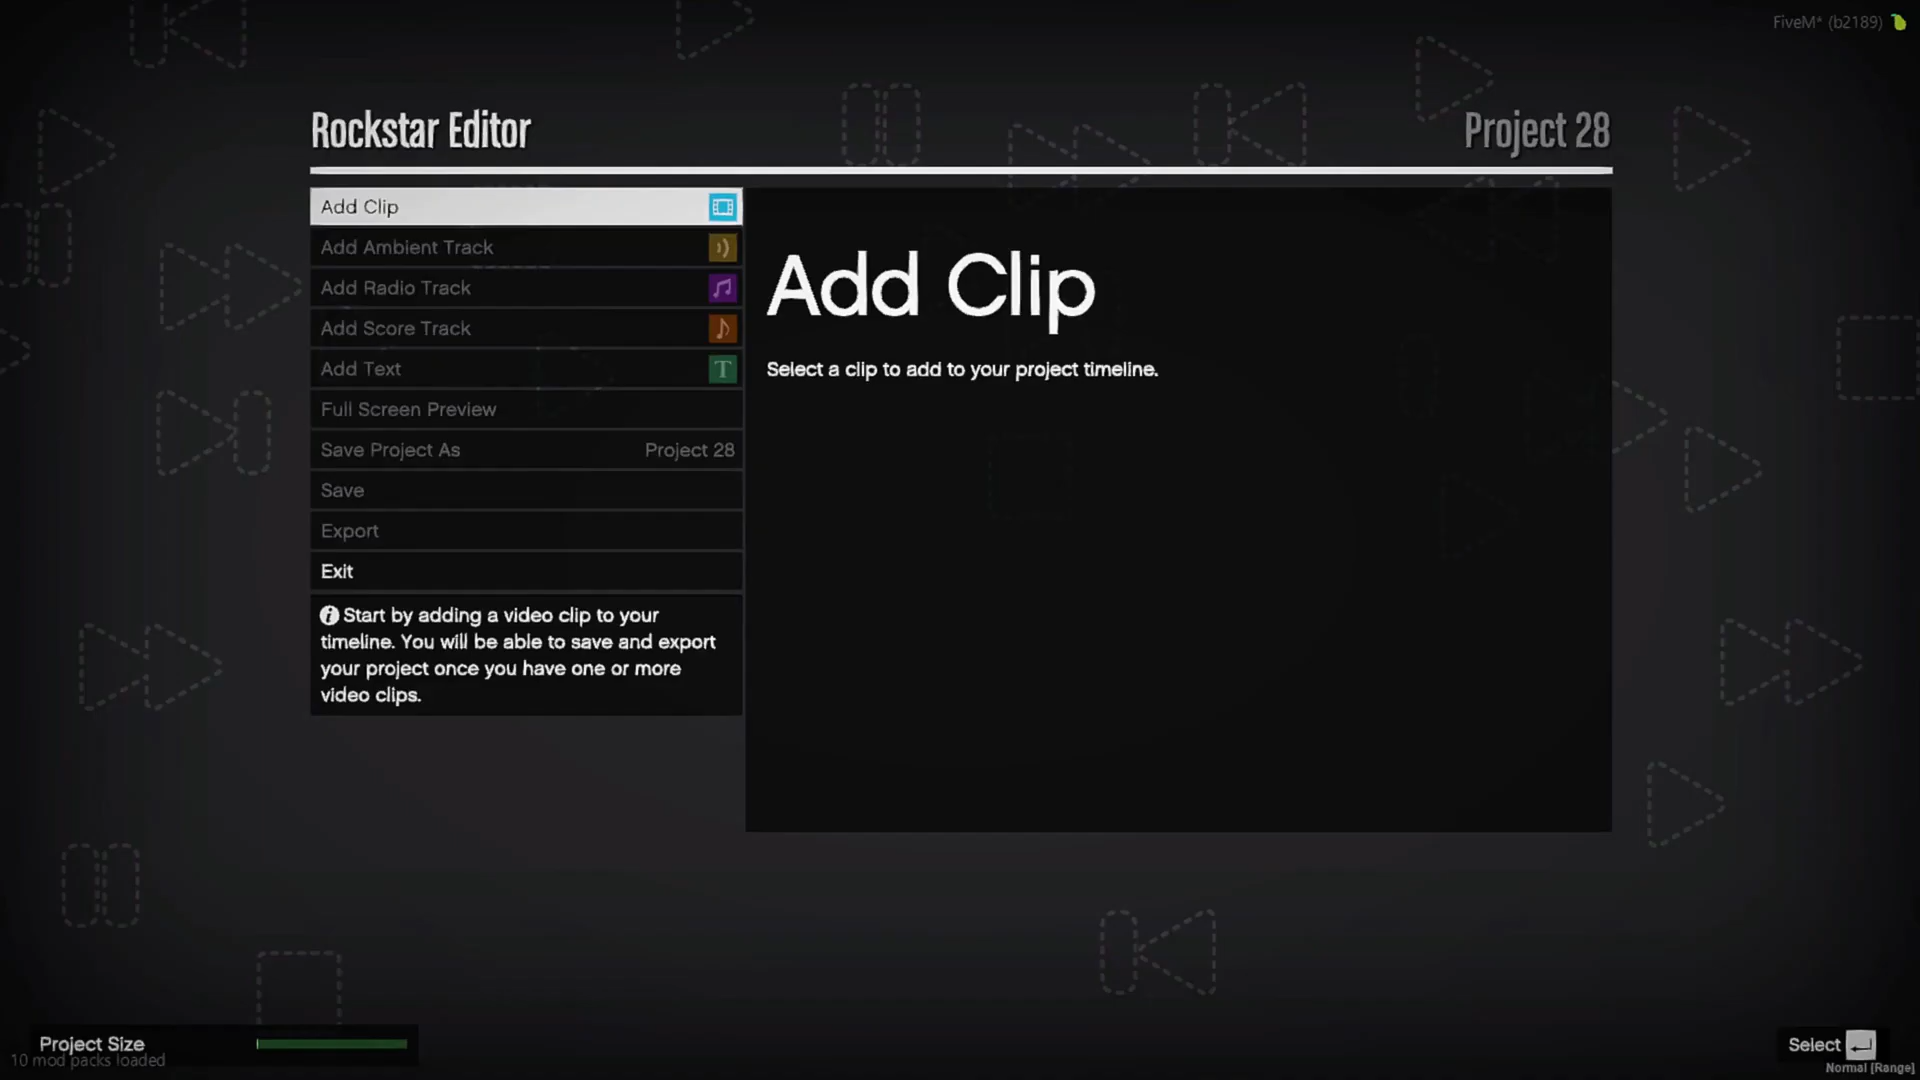 FiveM* (b2189)
Rockstar Editor
Project 28
Add Clip
Add Ambient Track
Add Radio Track
Add Score Track
Add Text
T
Full Screen Preview
Save Project As Project 28
Save
Export
Exit
Start by adding a video clip to your
timeline. You will be able to save and export
your project once you have one or more
video clips.
Add Clip
Select a clip to add to your project timeline.
Project Size
10 mod packs loaded
Select
Normal [Range]